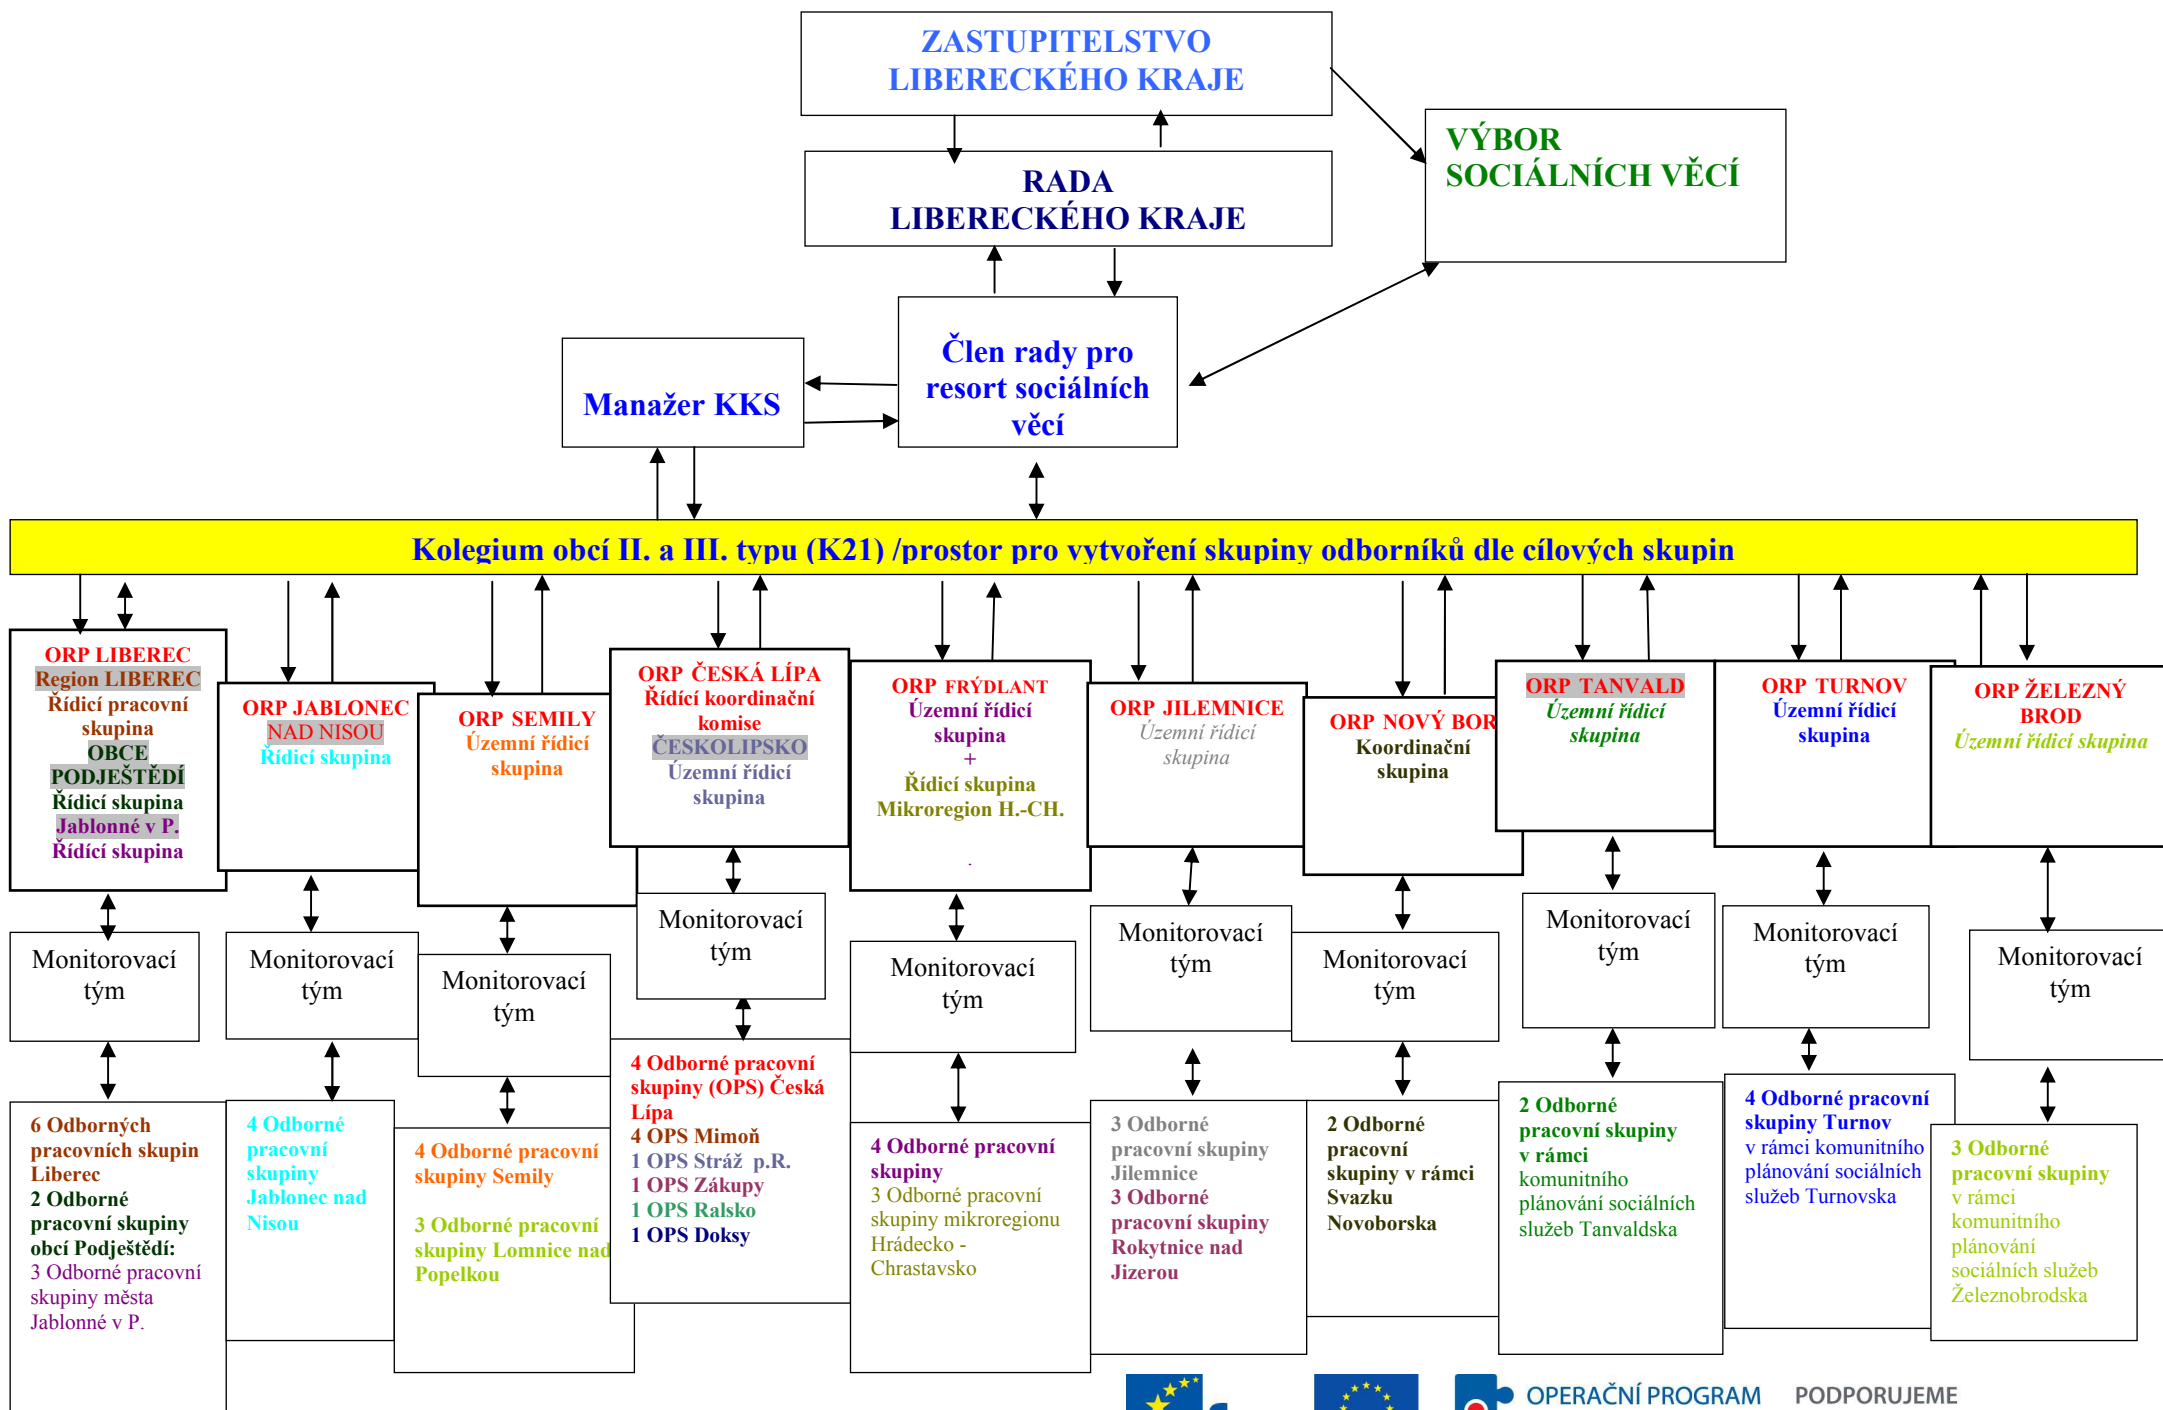 ZASTUPITELSTVO
LIBERECKÉHO KRAJE
VÝBOR
SOCIÁLNÍCH VĚCÍ
RADA
LIBERECKÉHO KRAJE
Člen rady pro
resort sociálních
věcí
Manažer KKS
Kolegium obcí II. a III. typu (K21) /prostor pro vytvoření skupiny odborníků dle cílových skupin
ORP LIBEREC
Region LIBEREC
Řídicí pracovní
skupina
OBCE
PODJEŠTĚDÍ
Řídicí skupina
Jablonné v P.
Řídící skupina
ORP JABLONEC
NAD NISOU
Řídicí skupina
ORP SEMILY
Územní řídicí
skupina
ORP ČESKÁ LÍPA
Řídící koordinační
komise
ČESKOLIPSKO
Územní řídicí
skupina
ORP FRÝDLANT
Územní řídicí
skupina
+
Řídicí skupina
Mikroregion H.-CH.
.
ORP JILEMNICE
Územní řídicí
skupina
ORP NOVÝ BOR
Koordinační
skupina
ORP TANVALD
Územní řídicí
skupina
ORP TURNOV
Územní řídicí
skupina
ORP ŽELEZNÝ
BROD
Územní řídicí skupina
Monitorovací
tým
Monitorovací
tým
Monitorovací
tým
Monitorovací
tým
Monitorovací
tým
Monitorovací
tým
Monitorovací
tým
Monitorovací
tým
Monitorovací
tým
Monitorovací
tým
6 Odborných
pracovních skupin
Liberec
2 Odborné
pracovní skupiny
obcí Podještědí:
3 Odborné pracovní
skupiny města
Jablonné v P.
4 Odborné
pracovní
skupiny
Jablonec nad
Nisou
4 Odborné pracovní
skupiny Semily
3 Odborné pracovní
skupiny Lomnice nad
Popelkou
4 Odborné pracovní
skupiny (OPS) Česká
Lípa
4 OPS Mimoň
1 OPS Stráž p.R.
1 OPS Zákupy
1 OPS Ralsko
1 OPS Doksy
4 Odborné pracovní
skupiny
3 Odborné pracovní
skupiny mikroregionu
Hrádecko -
Chrastavsko
3 Odborné
pracovní skupiny
Jilemnice
3 Odborné
pracovní skupiny
Rokytnice nad
Jizerou
2 Odborné
pracovní
skupiny v rámci
Svazku
Novoborska
2 Odborné
pracovní skupiny
v rámci
komunitního
plánování sociálních
služeb Tanvaldska
4 Odborné pracovní
skupiny Turnov
v rámci komunitního
plánování sociálních
služeb Turnovska
3 Odborné
pracovní skupiny
v rámci
komunitního
plánování
sociálních služeb
Železnobrodska
OPERAČNÍ PROGRAM
PODPORUJEME